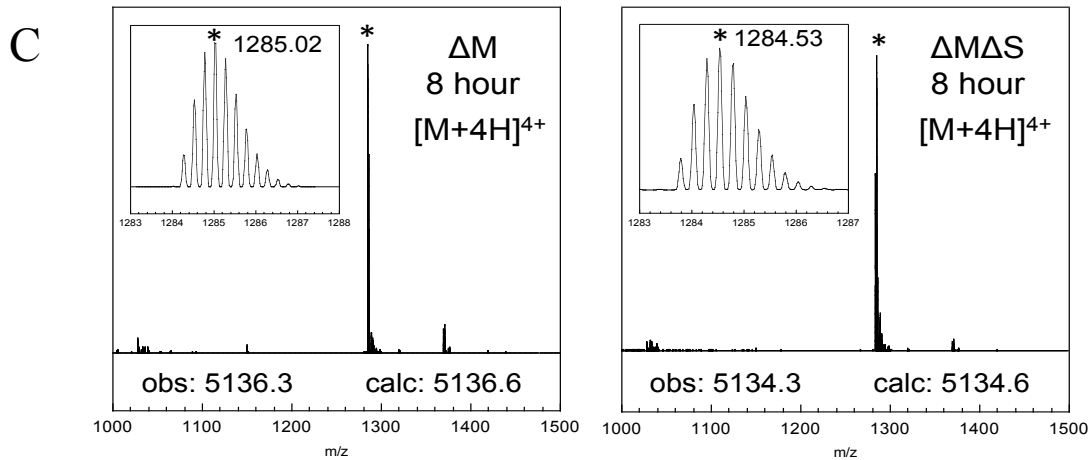 C
* 1285.02
*
ΔM
8 hour
[M+4H]4+
1283 1284 1285 1286 1287 1288
obs: 5136.3 calc: 5136.6
1000 1100 1200 1300 1400 1500
m/z
* 1284.53
*
ΔMΔS
8 hour
[M+4H]4+
1283 1284 1285 1286 1287
obs: 5134.3 calc: 5134.6
1000 1100 1200 1300 1400 1500
m/z